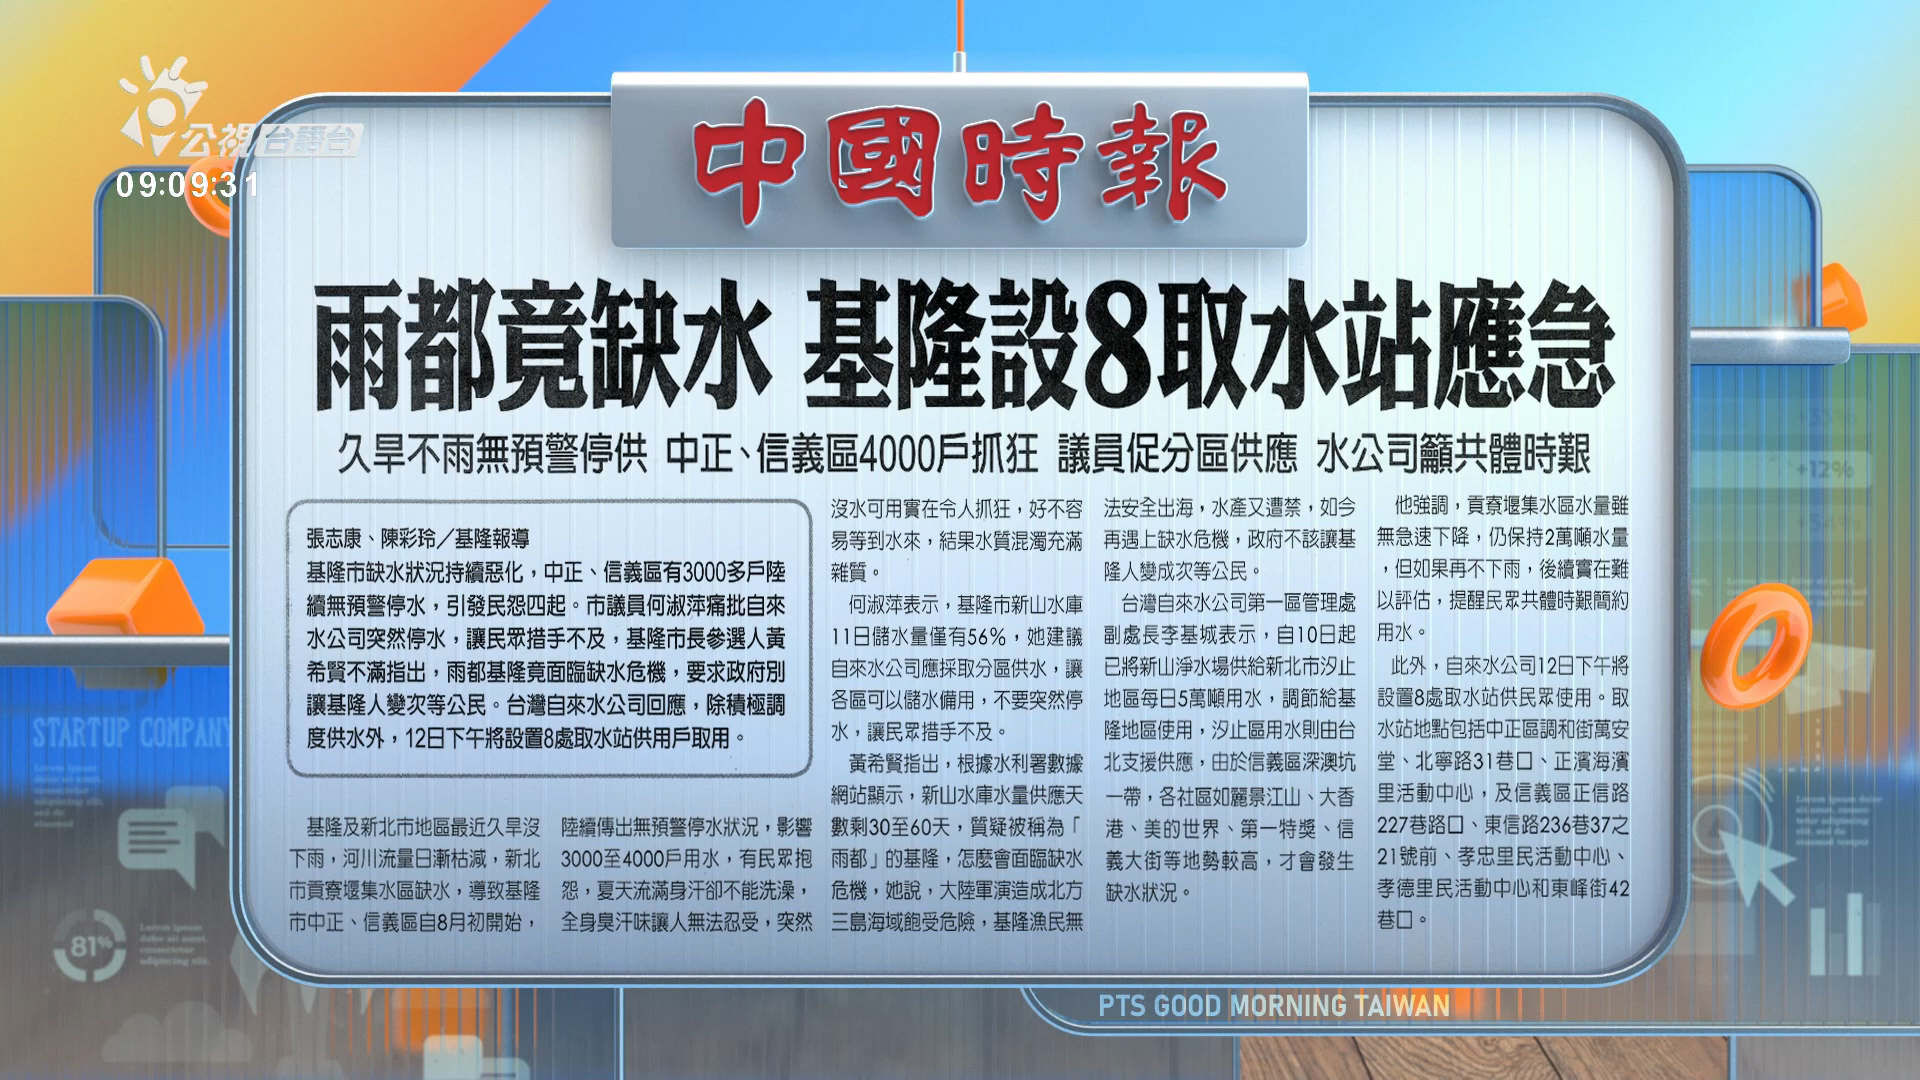 公視台語台
09:09:31
中國時報
雨都竟缺水 基隆設8取水站應急
久旱不雨無預警停供 中正、信義區4000戶抓狂 議員促分區供應 水公司籲共體時艱
張志康、陳彩玲／基隆報導
基隆市缺水狀況持續惡化，中正、信義區有3000多戶陸
續無預警停水，引發民怨四起。市議員何淑萍痛批自來
水公司突然停水，讓民眾措手不及，基隆市長參選人黃
希賢不滿指出，雨都基隆竟面臨缺水危機，要求政府別
讓基隆人變次等公民。台灣自來水公司回應，除積極調
度供水外，12日下午將設置8處取水站供用戶取用。
基隆及新北市地區最近久旱沒
下雨，河川流量日漸枯減，新北
市貢寮堰集水區缺水，導致基隆
市中正、信義區自8月初開始，
陸續傳出無預警停水狀況，影響
3000至4000戶用水，有民眾抱
怨，夏天流滿身汗卻不能洗澡，
全身臭汗味讓人無法忍受，突然
沒水可用實在令人抓狂，好不容
易等到水來，結果水質混濁充滿
雜質。
何淑萍表示，基隆市新山水庫
11日儲水量僅有56%，她建議
自來水公司應採取分區供水，讓
各區可以儲水備用，不要突然停
水，讓民眾措手不及。
黃希賢指出，根據水利署數據
網站顯示，新山水庫水量供應天
數剩30至60天，質疑被稱為「
雨都」的基隆，怎麼會面臨缺水
危機，她說，大陸軍演造成北方
三島海域飽受危險，基隆漁民無
法安全出海，水產又遭禁，如今
再遇上缺水危機，政府不該讓基
隆人變成次等公民。
台灣自來水公司第一區管理處
副處長李基城表示，自10日起
已將新山淨水場供給新北市汐止
地區每日5萬噸用水，調節給基
隆地區使用，汐止區用水則由台
北支援供應，由於信義區深澳坑
一帶，各社區如麗景江山、大香
港、美的世界、第一特獎、信
義大街等地勢較高，才會發生
缺水狀況。
他強調，貢寮堰集水區水量雖
無急速下降，仍保持2萬噸水量
，但如果再不下雨，後續實在難
以評估，提醒民眾共體時艱簡約
用水。
此外，自來水公司12日下午將
設置8處取水站供民眾使用。取
水站地點包括中正區調和街萬安
堂、北寧路31巷口、正濱海濱
里活動中心，及信義區正信路
227巷路口、東信路236巷37之
21號前、孝忠里民活動中心、
孝德里民活動中心和東峰街42
巷口。
+12%
STARTUP COMPANY
81%
PTS GOOD MORNING TAIWAN